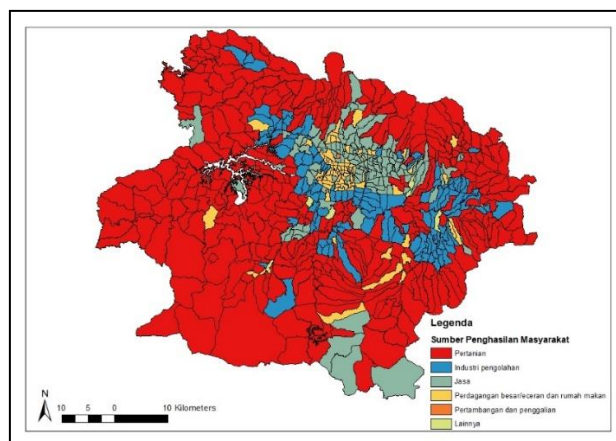 Legenda
Sumber Penghasilan Masyarakat
Pertanian
Industri pengolahan
Jasa
Perdagangan besar/eceran dan rumah makan
Pertambangan dan penggalian
Lainnya
N
10 5 0 10 Kilometers